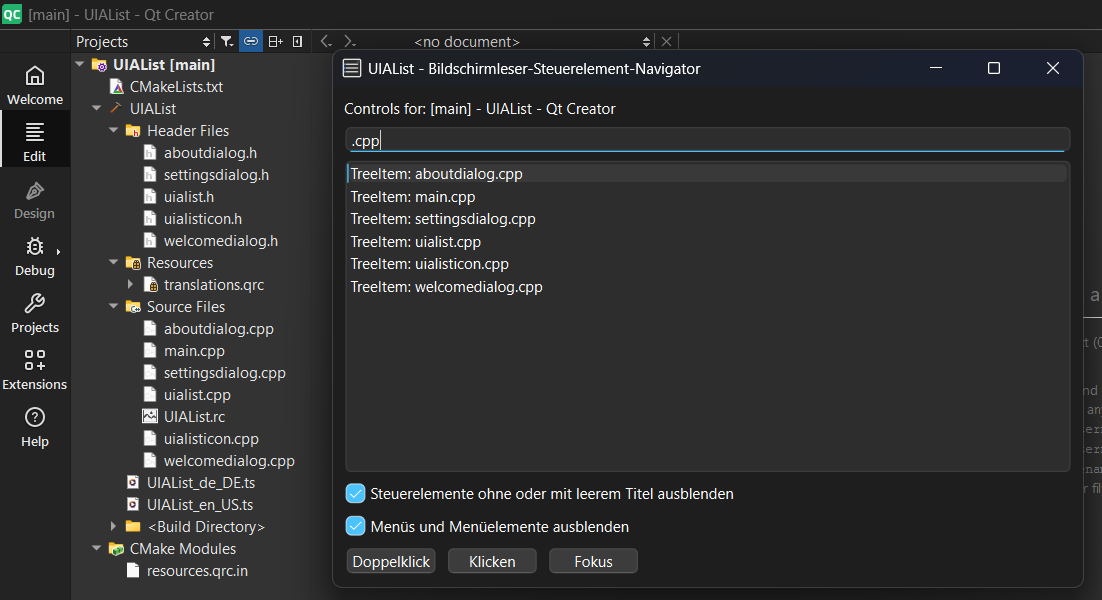 QC [main] - UIAList - Qt Creator
Projects
<no document>
Welcome
Edit
Design
Debug
Projects
Extensions
Help
UIAList [main]
CMakeLists.txt
UIAList
Header Files
aboutdialog.h
settingsdialog.h
uialist.h
uialisticon.h
welcomedialog.h
Resources
translations.qrc
Source Files
aboutdialog.cpp
main.cpp
settingsdialog.cpp
uialist.cpp
UIAList.rc
uialisticon.cpp
welcomedialog.cpp
UIAList_de_DE.ts
UIAList_en_US.ts
<Build Directory>
CMake Modules
resources.qrc.in
UIAList - Bildschirmleser-Steuerelement-Navigator
Controls for: [main] - UIAList - Qt Creator
.cpp
TreeItem: aboutdialog.cpp
TreeItem: main.cpp
TreeItem: settingsdialog.cpp
TreeItem: uialist.cpp
TreeItem: uialisticon.cpp
TreeItem: welcomedialog.cpp
Steuerelemente ohne oder mit leerem Titel ausblenden
Menüs und Menüelemente ausblenden
Doppelklick
Klicken
Fokus